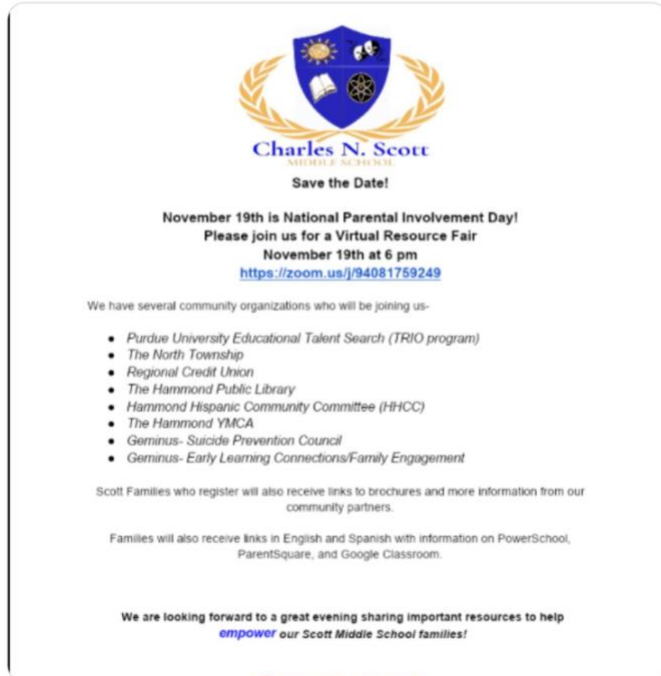 Charles N. Scott
MIDDLE SCHOOL
Save the Date!
November 19th is National Parental Involvement Day!
Please join us for a Virtual Resource Fair
November 19th at 6 pm
https://zoom.us/j/94081759249
We have several community organizations who will be joining us-
● Purdue University Educational Talent Search (TRIO program)
● The North Township
● Regional Credit Union
● The Hammond Public Library
● Hammond Hispanic Community Committee (HHCC)
● The Hammond YMCA
● Geminus- Suicide Prevention Council
● Geminus- Early Learning Connections/Family Engagement
Scott Families who register will also receive links to brochures and more information from our
community partners.
Families will also receive links in English and Spanish with information on PowerSchool,
ParentSquare, and Google Classroom.
We are looking forward to a great evening sharing important resources to help
empower our Scott Middle School families!